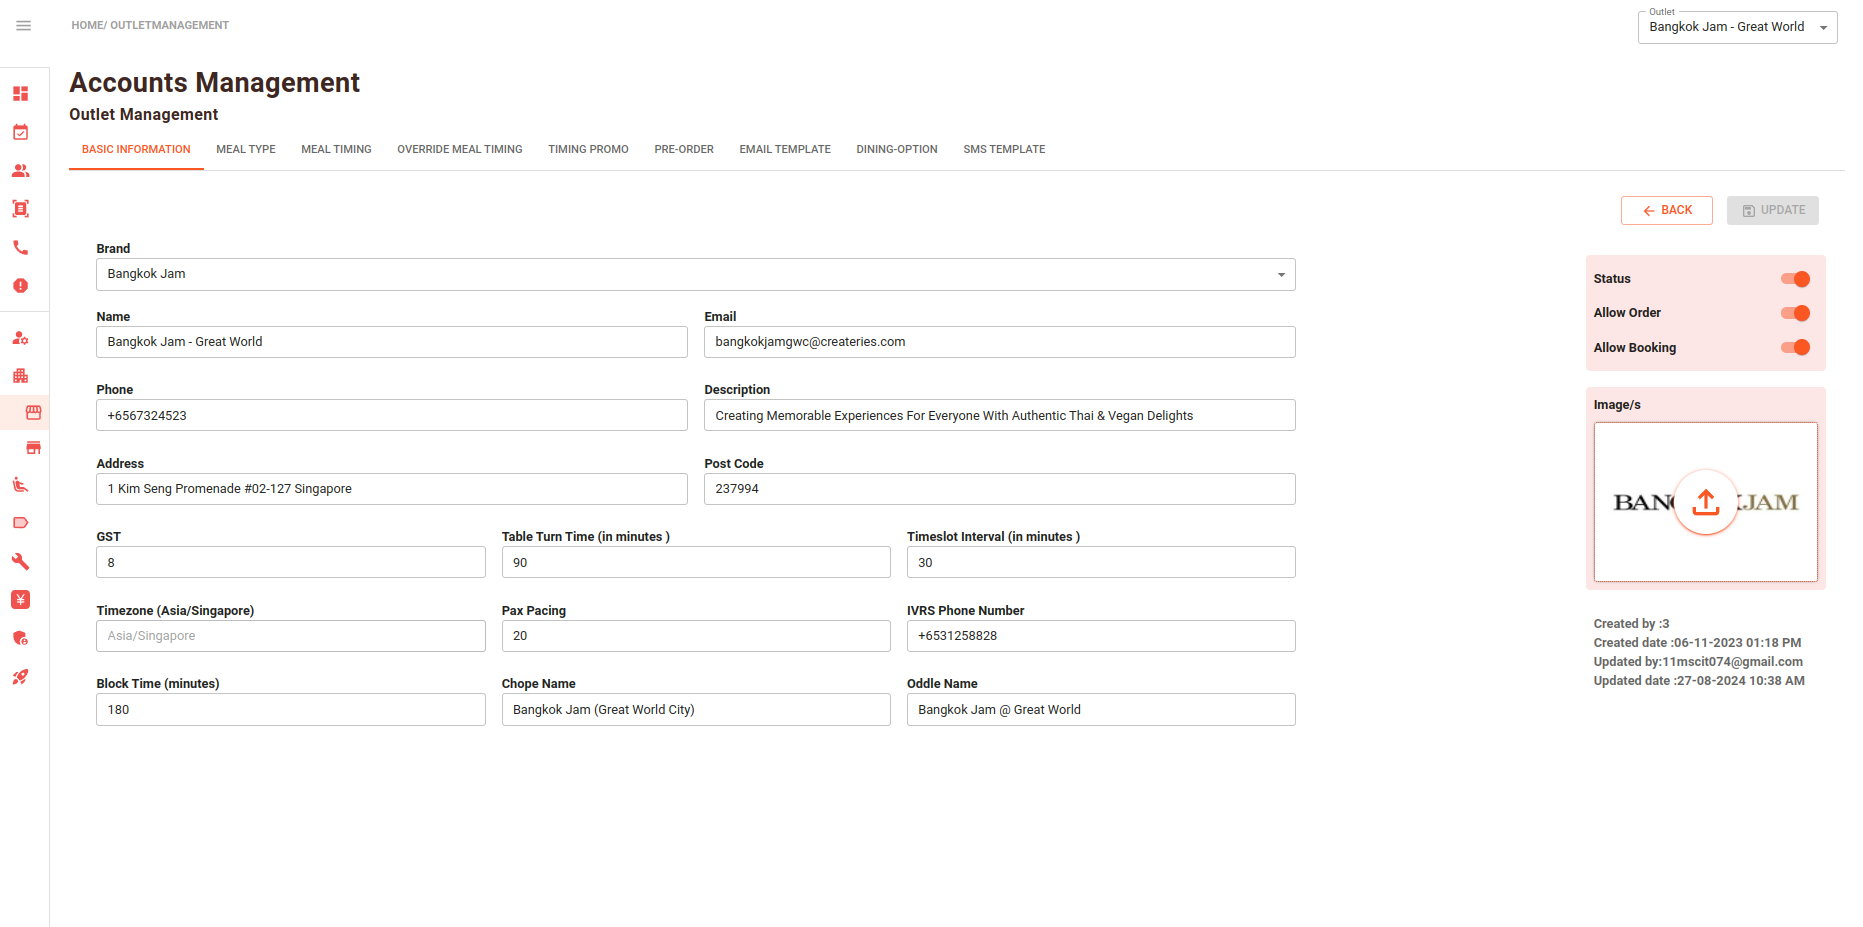 HOME/ OUTLETMANAGEMENT
Outlet
Bangkok Jam - Great World
Accounts Management
Outlet Management
BASIC INFORMATION MEAL TYPE MEAL TIMING OVERRIDE MEAL TIMING TIMING PROMO PRE-ORDER EMAIL TEMPLATE DINING-OPTION SMS TEMPLATE
BACK UPDATE
Brand
Bangkok Jam
Name Email
Bangkok Jam - Great World bangkokjamgwc@createries.com
Phone Description
+6567324523 Creating Memorable Experiences For Everyone With Authentic Thai & Vegan Delights
Address Post Code
1 Kim Seng Promenade #02-127 Singapore 237994
GST Table Turn Time (in minutes ) Timeslot Interval (in minutes )
8 90 30
Timezone (Asia/Singapore) Pax Pacing IVRS Phone Number
Asia/Singapore 20 +6531258828
Block Time (minutes) Chope Name Oddle Name
180 Bangkok Jam (Great World City) Bangkok Jam @ Great World
Status
Allow Order
Allow Booking
Image/s
JAM
Created by :3
Created date :06-11-2023 01:18 PM
Updated by:11mscit074@gmail.com
Updated date :27-08-2024 10:38 AM